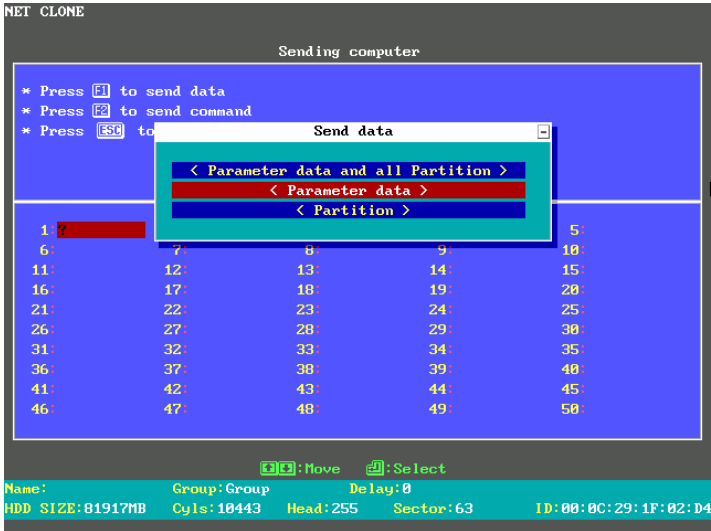 NET CLONE
Sending computer
* Press F1 to send data
* Press F2 to send command
* Press ESC to
Send data
< Parameter data and all Partition >
< Parameter data >
< Partition >
1:? 5:
6: 7: 8: 9: 10:
11: 12: 13: 14: 15:
16: 17: 18: 19: 20:
21: 22: 23: 24: 25:
26: 27: 28: 29: 30:
31: 32: 33: 34: 35:
36: 37: 38: 39: 40:
41: 42: 43: 44: 45:
46: 47: 48: 49: 50:
:Move :Select
Name: Group:Group Delay:0
HDD SIZE:81917MB Cyls:10443 Head:255 Sector:63 ID:00:0C:29:1F:02:D4